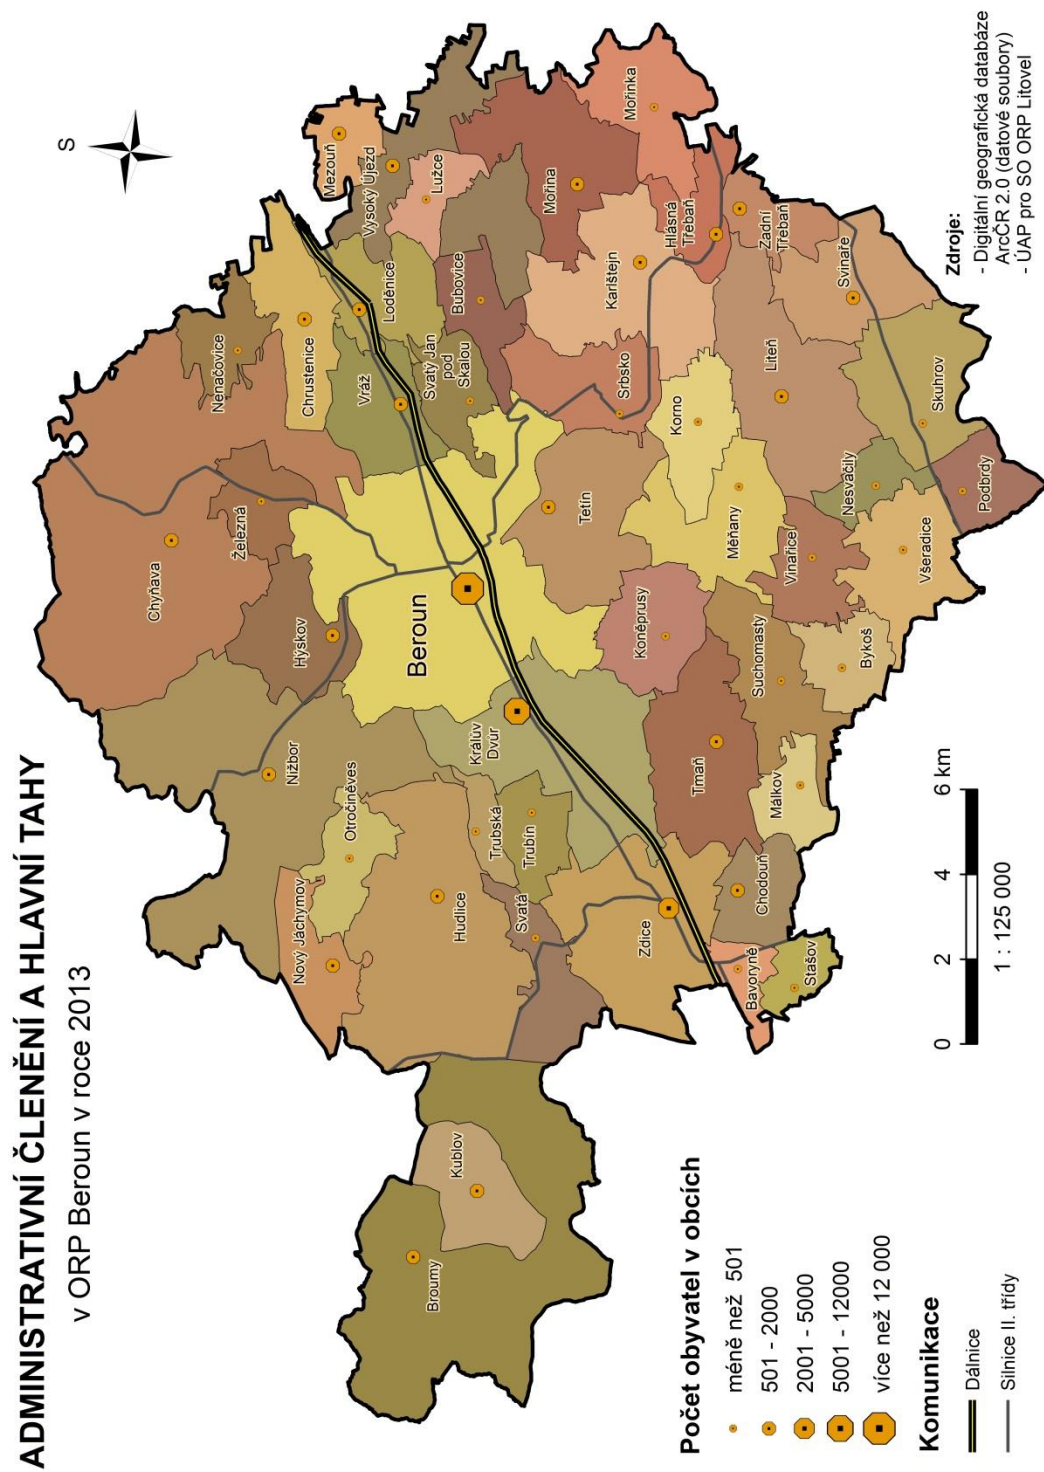 ADMINISTRATIVNÍ ČLENĚNÍ A HLAVNÍ TAHY
v ORP Beroun v roce 2013
S
Mezouň
Vysoký Újezd
Lužce
Nenačovice
Chrustenice
Loděnice
Vráž
Svatý Jan
pod
Skalou
Bubovice
Mořina
Mořinka
Hlásná
Třebaň
Zadní
Třebaň
Karlštejn
Srbsko
Svinaře
Liteň
Korno
Skuhrov
Chyňava
Železná
Hýskov
Beroun
Tetín
Měňany
Nesvačily
Podbrdy
Vinařice
Všeradice
Koněprusy
Suchomasty
Bykoš
Nižbor
Otročiněves
Nový Jáchymov
Králův
Dvůr
Trubská
Trubín
Hudlice
Svatá
Tmaň
Málkov
Zdice
Chodouň
Bavoryně
Stašov
Kublov
Broumy
Počet obyvatel v obcích
méně než 501
501 - 2000
2001 - 5000
5001 - 12000
více než 12 000
Komunikace
Dálnice
Silnice II. třídy
0 2 4 6 km
1 : 125 000
Zdroje:
- Digitální geografická databáze
ArcČR 2.0 (datové soubory)
- ÚAP pro SO ORP Litovel